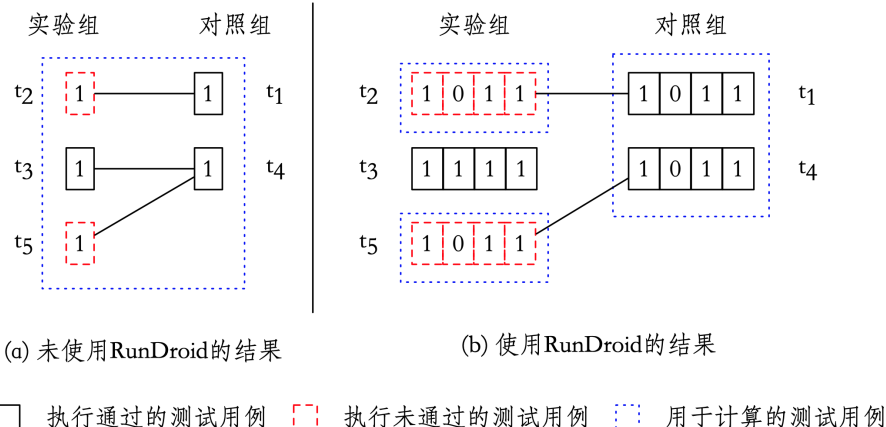 实验组 对照组 实验组 对照组
t2 1 1 t1 t2 1 0 1 1 1 0 1 1 t1
t3 1 1 t4 t3 1 1 1 1 1 0 1 1 t4
t5 1 t5 1 0 1 1
(a) 未使用RunDroid的结果 (b) 使用RunDroid的结果
执行通过的测试用例 执行未通过的测试用例 用于计算的测试用例